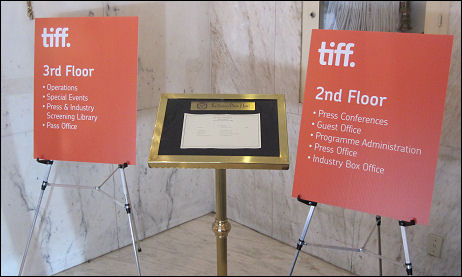 tiff.
3rd Floor
• Operations
• Special Events
• Press & Industry
Screening Library
• Pass Office
tiff.
2nd Floor
• Press Conferences
• Guest Office
• Programme Administration
• Press Office
• Industry Box Office